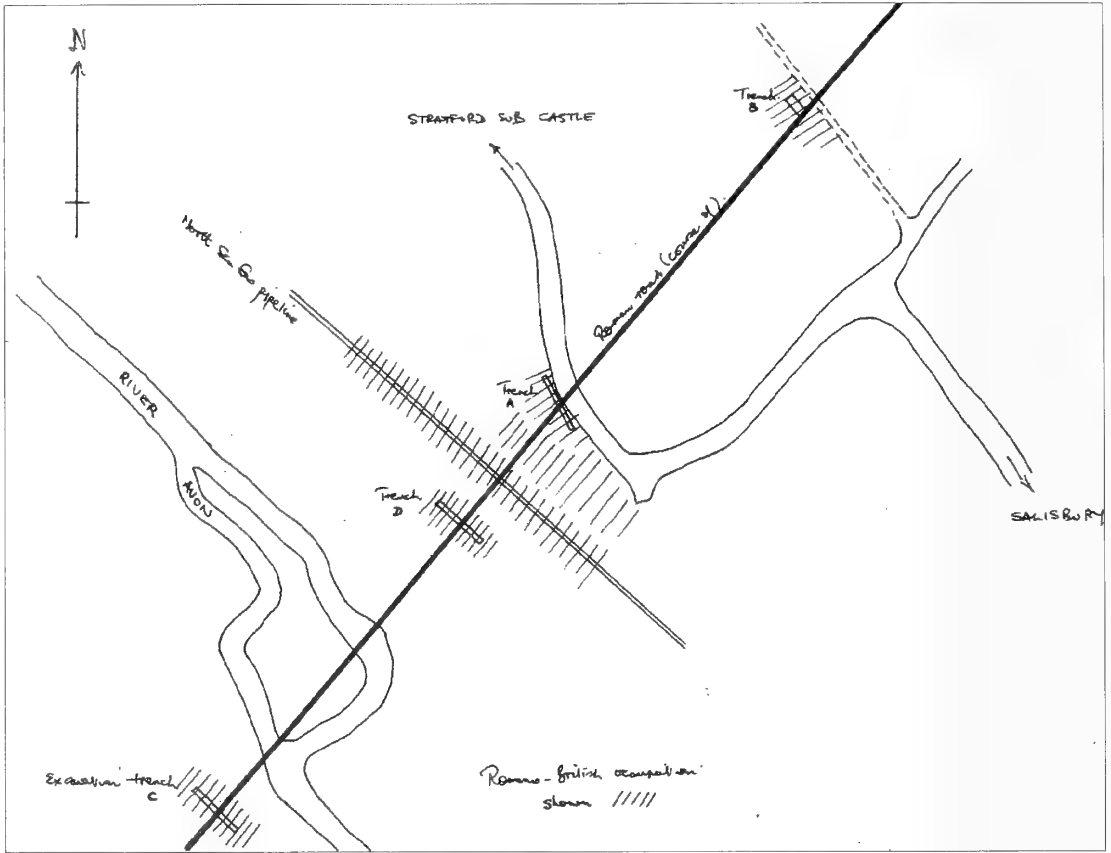 N
Trench
B
STRATFORD SUB CASTLE
Roman road (course of)
North Sea Gas pipeline
RIVER
AVON
Trench
A
Trench
D
SALISBURY
Excavation trench
C
Romano-British occupation
shown